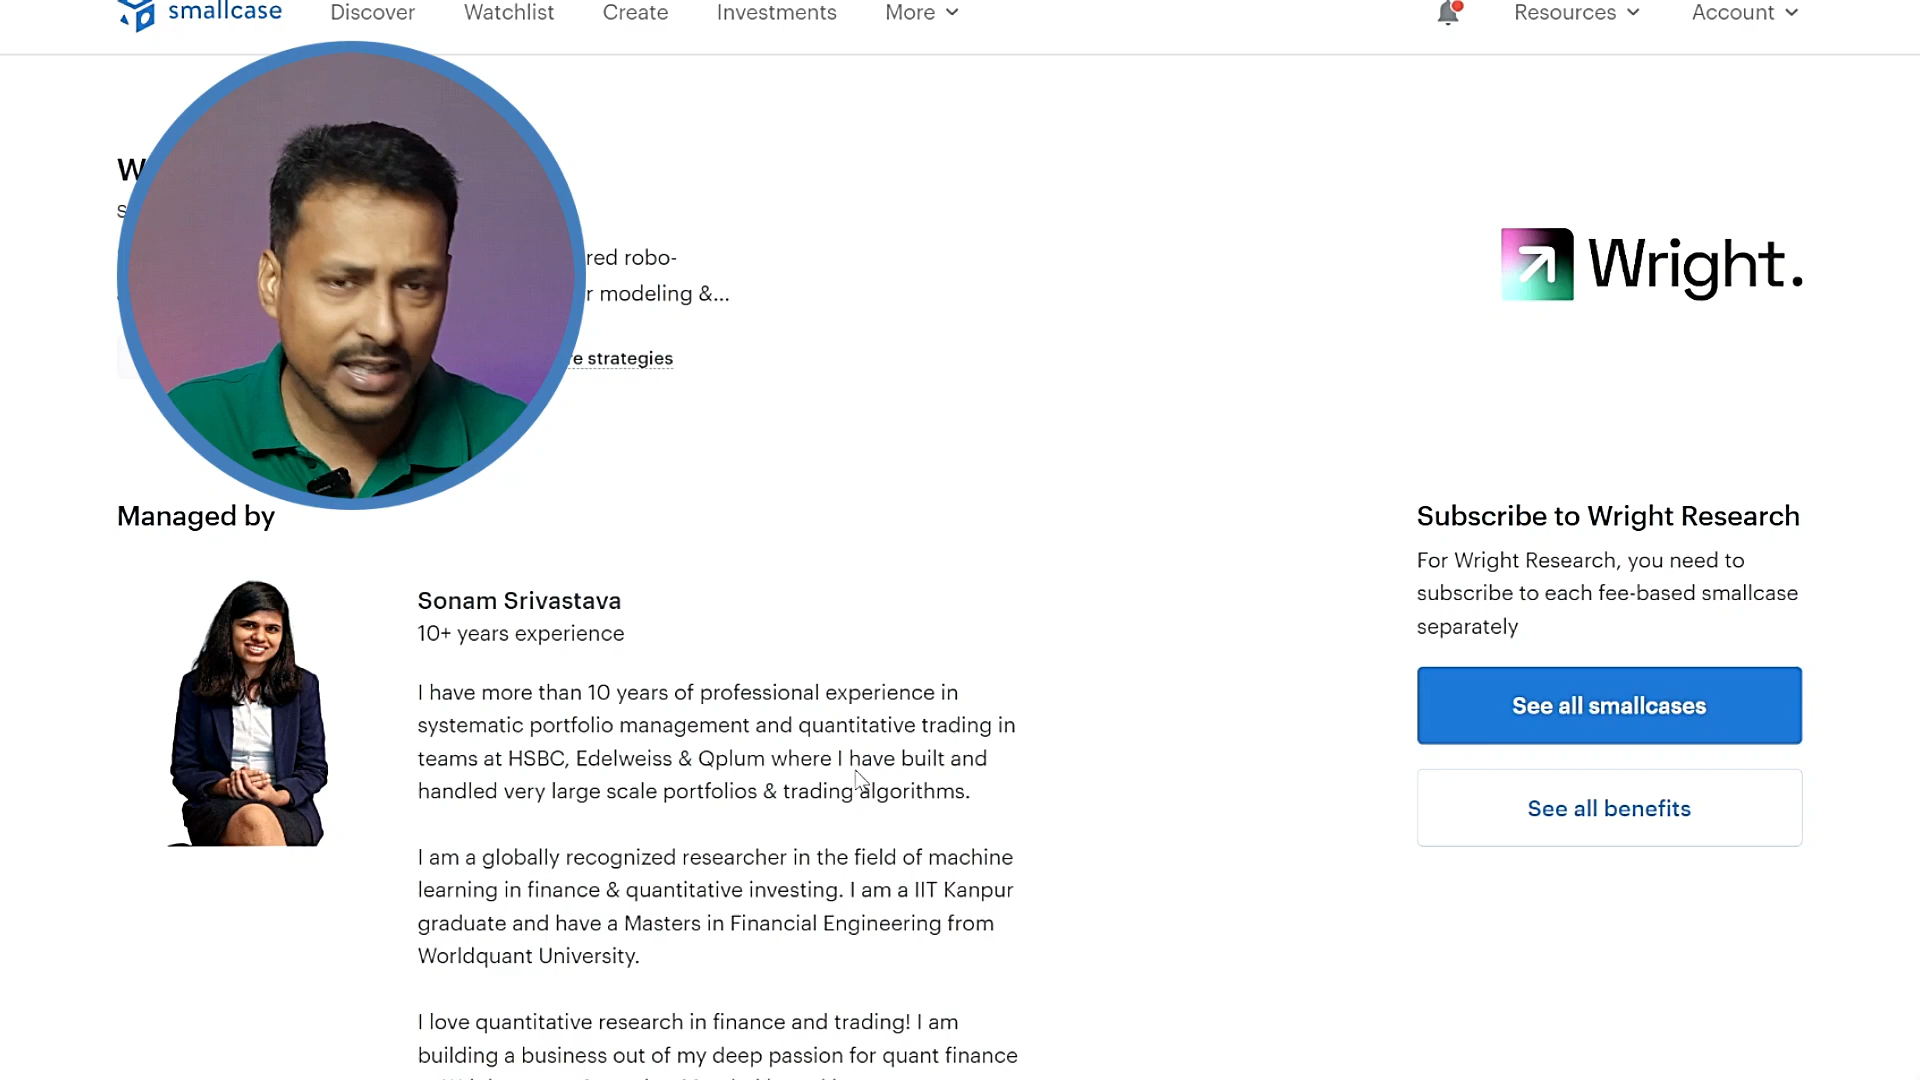 smallcase Discover Watchlist Create Investments More Resources Account
W
S
red robo-
r modeling &...
e strategies
Wright.
Managed by
Sonam Srivastava
10+ years experience
I have more than 10 years of professional experience in
systematic portfolio management and quantitative trading in
teams at HSBC, Edelweiss & Qplum where I have built and
handled very large scale portfolios & trading algorithms.
I am a globally recognized researcher in the field of machine
learning in finance & quantitative investing. I am a IIT Kanpur
graduate and have a Masters in Financial Engineering from
Worldquant University.
I love quantitative research in finance and trading! I am
building a business out of my deep passion for quant finance
Subscribe to Wright Research
For Wright Research, you need to
subscribe to each fee-based smallcase
separately
See all smallcases
See all benefits